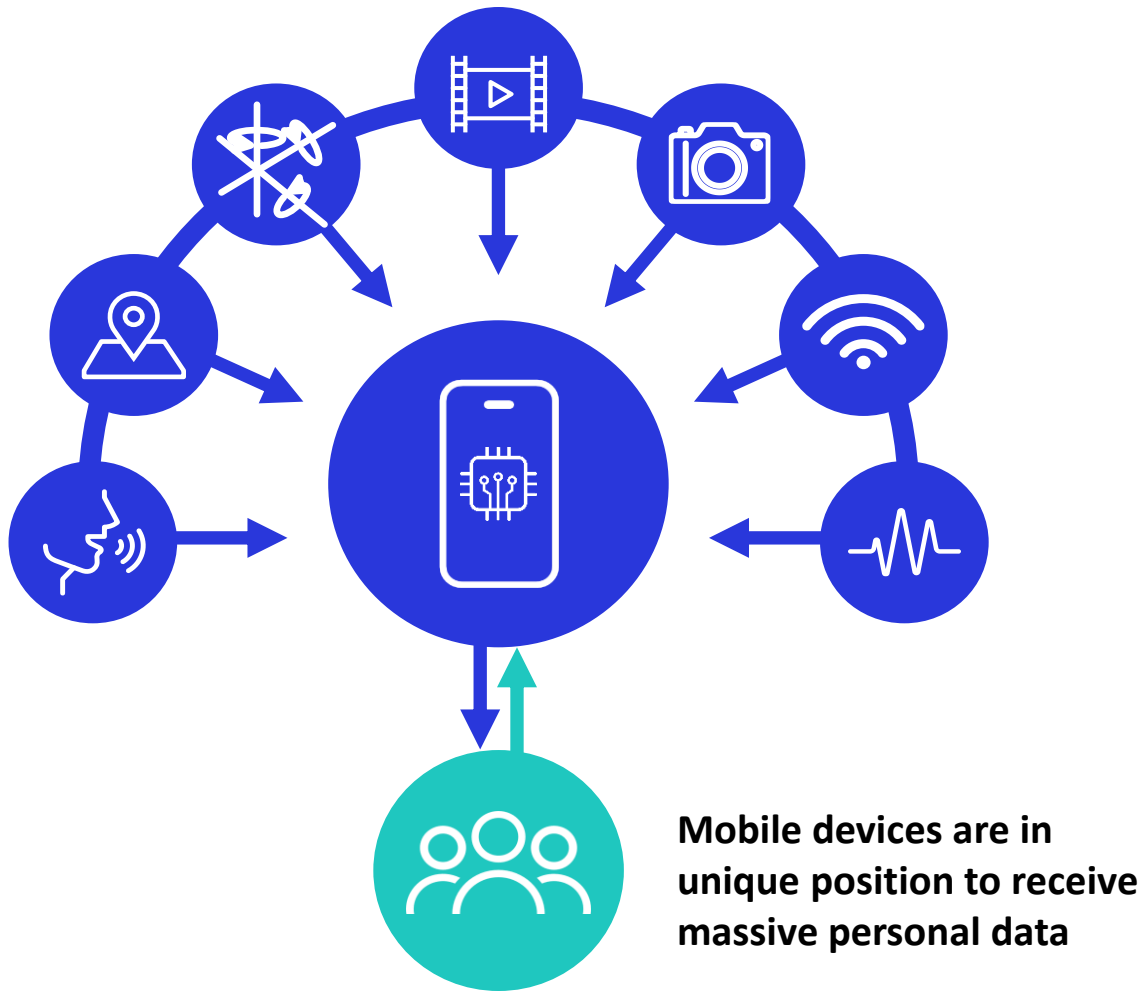 Mobile devices are in
unique position to receive
massive personal data